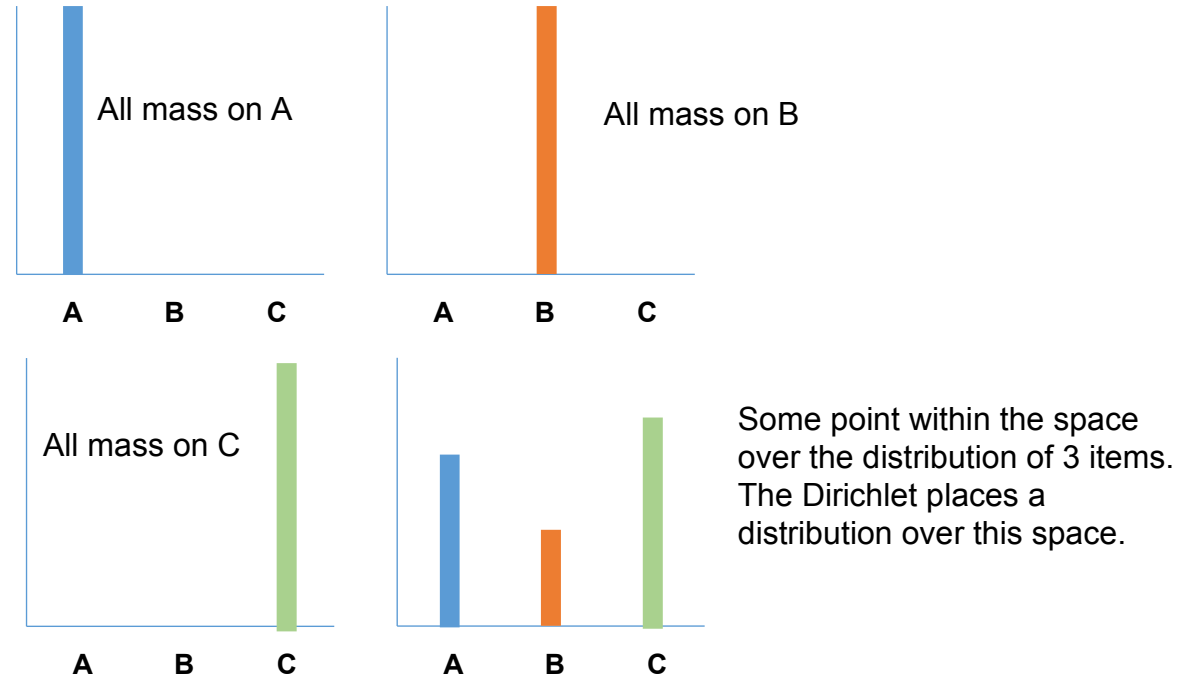 All mass on A
All mass on B
A B C
A B C
All mass on C
Some point within the space
over the distribution of 3 items.
The Dirichlet places a
distribution over this space.
A B C
A B C